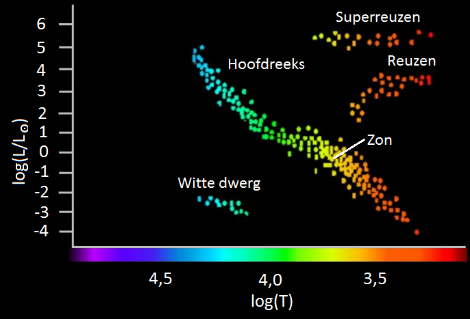 Superreuzen
Reuzen
Hoofdreeks
Zon
Witte dwerg
log(L/L⊙)
6
5
4
3
2
1
0
-1
-2
-3
-4
4,5
4,0
3,5
log(T)